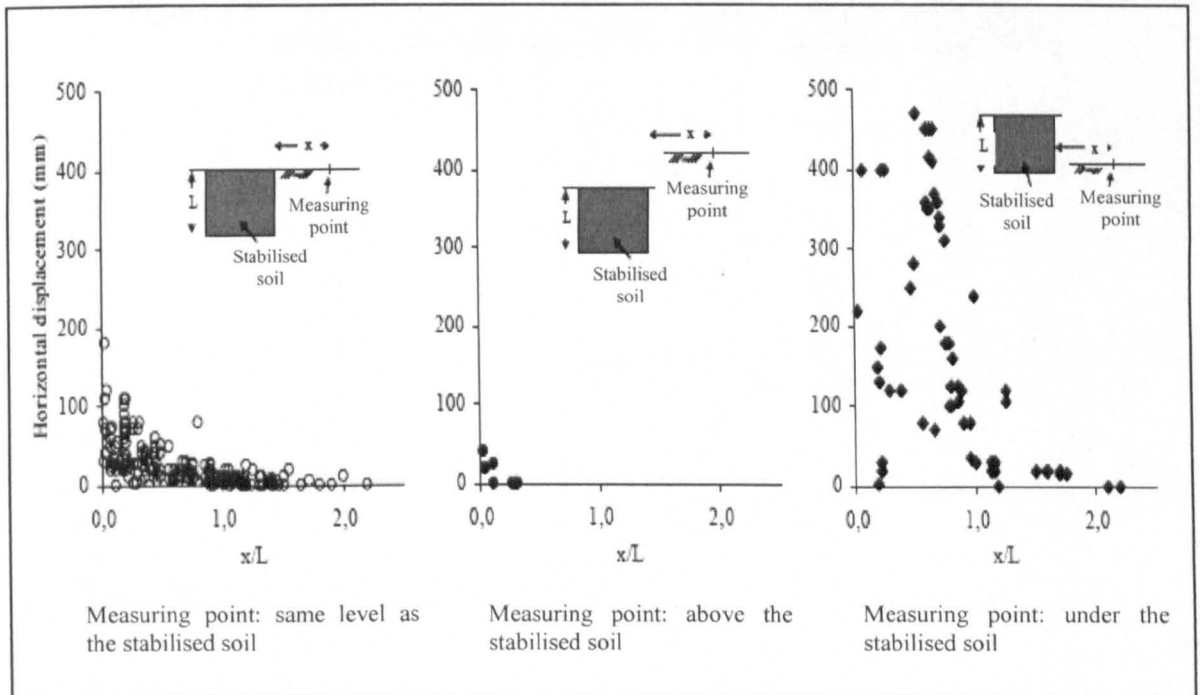 Horizontal displacement (mm)
500
400
300
200
100
0
0,0
1,0
2,0
x/L
x
L
Measuring
point
Stabilised
soil
Measuring point: same level as
the stabilised soil
500
400
300
200
100
0
0,0
1,0
2,0
x/L
x
L
Measuring
point
Stabilised
soil
Measuring point: above the
stabilised soil
500
400
300
200
100
0
0,0
1,0
2,0
x/L
x
L
Stabilised
soil
Measuring
point
Measuring point: under the
stabilised soil